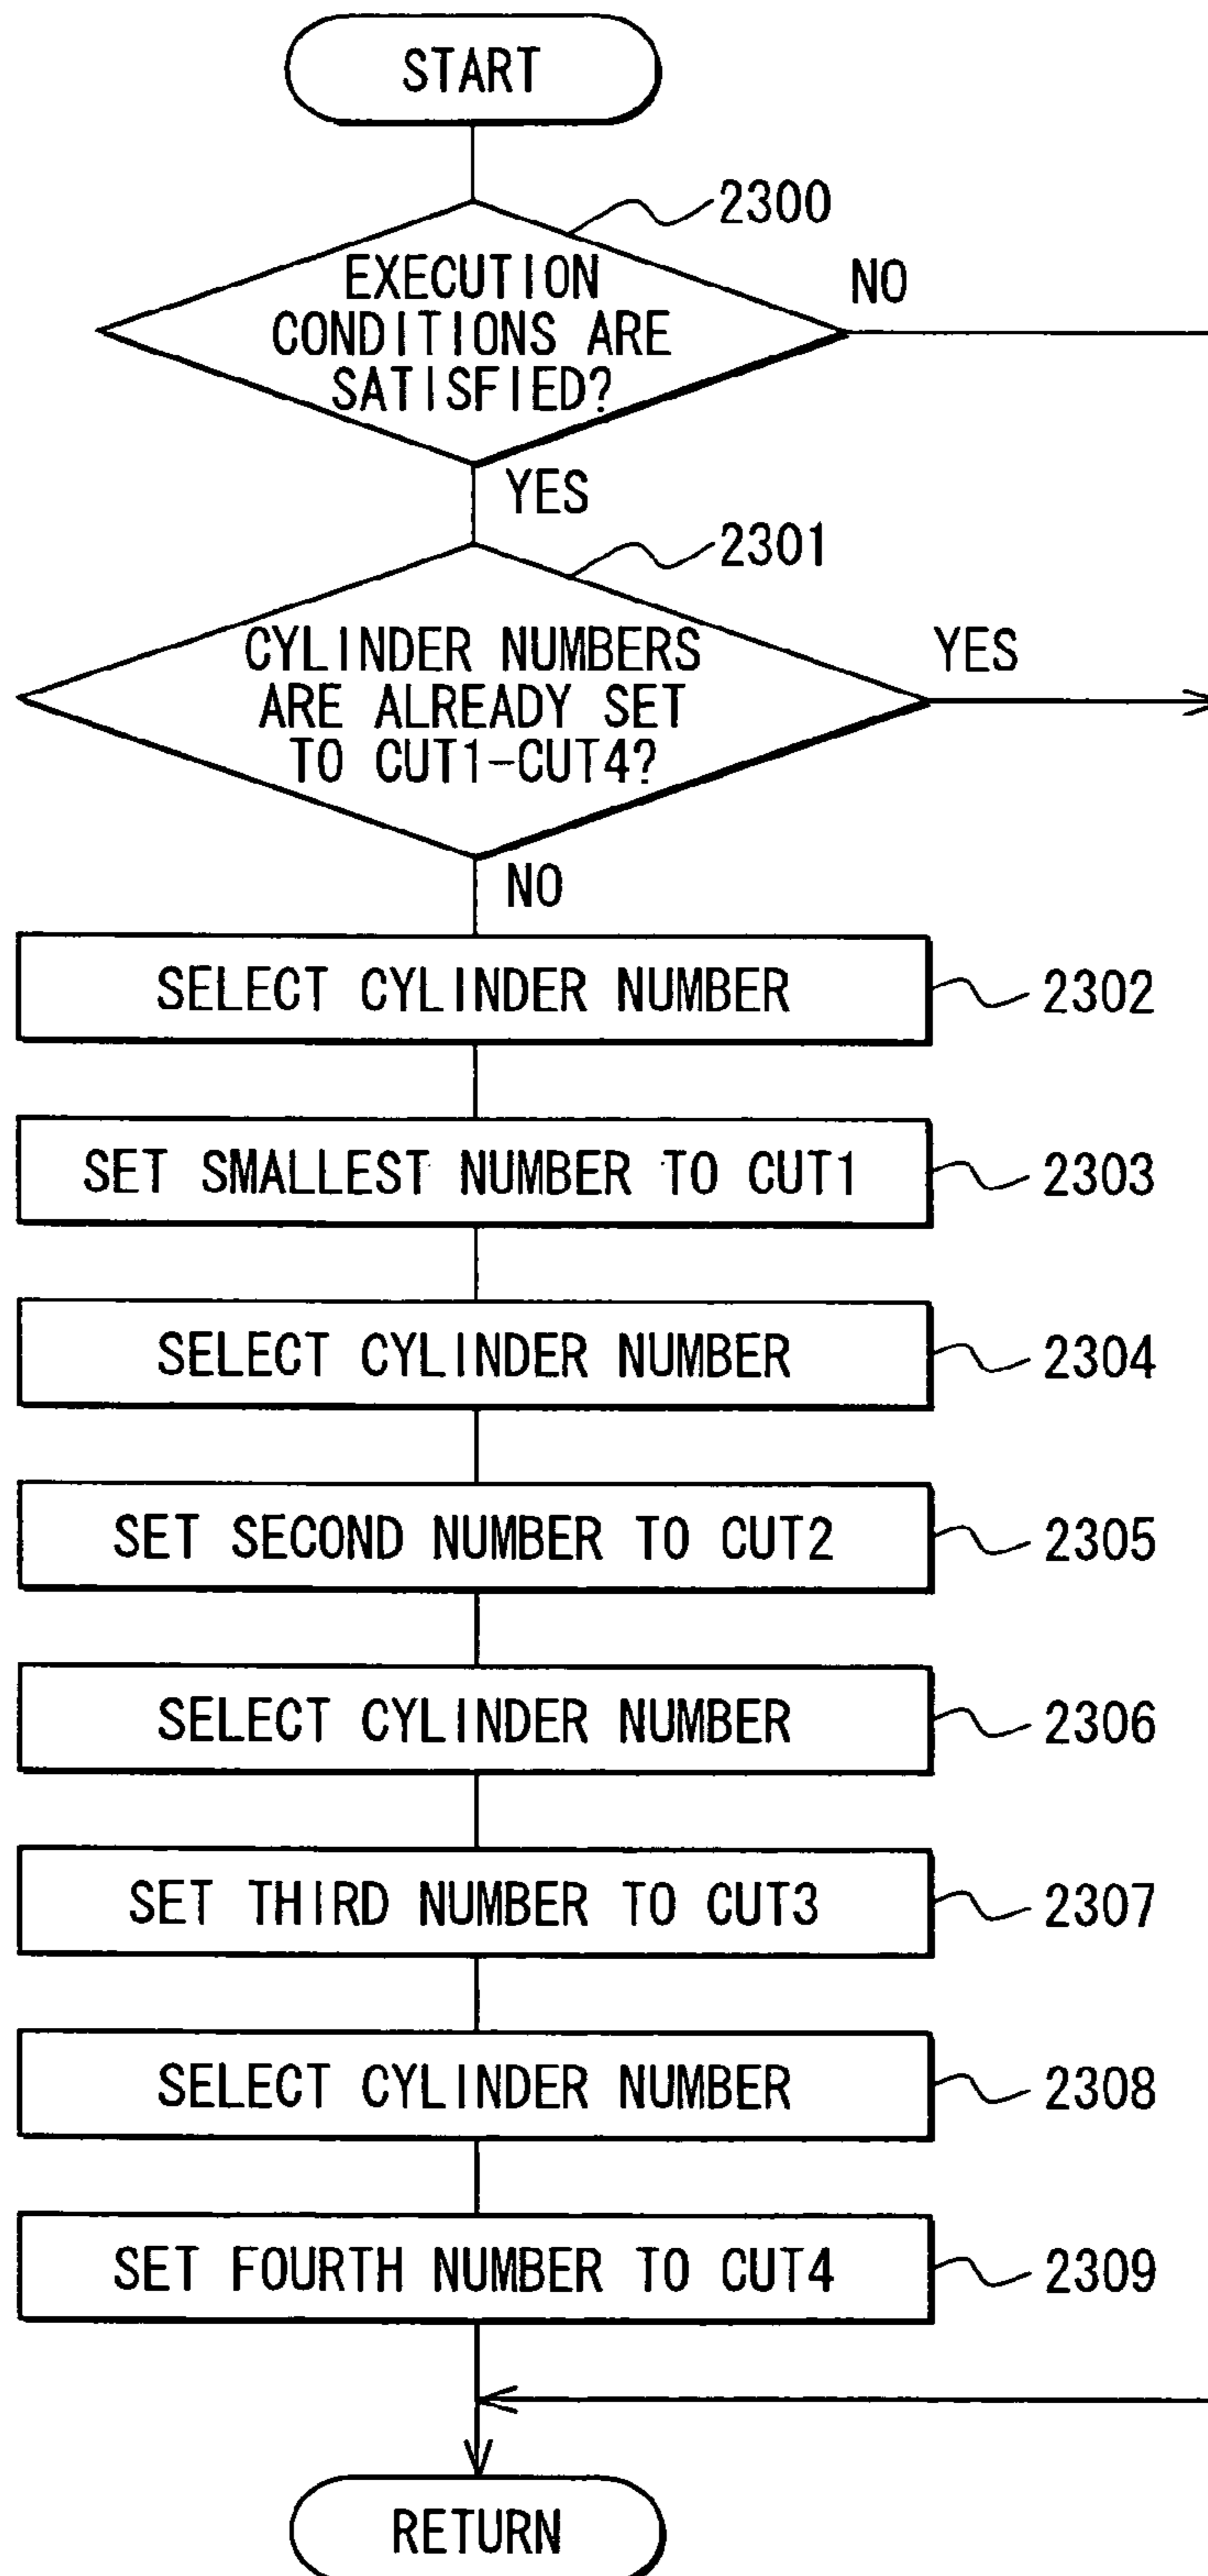 START
2300
EXECUTION
CONDITIONS ARE
SATISFIED?
NO
YES
2301
CYLINDER NUMBERS
ARE ALREADY SET
TO CUT1-CUT4?
YES
NO
SELECT CYLINDER NUMBER
2302
SET SMALLEST NUMBER TO CUT1
2303
SELECT CYLINDER NUMBER
2304
SET SECOND NUMBER TO CUT2
2305
SELECT CYLINDER NUMBER
2306
SET THIRD NUMBER TO CUT3
2307
SELECT CYLINDER NUMBER
2308
SET FOURTH NUMBER TO CUT4
2309
RETURN